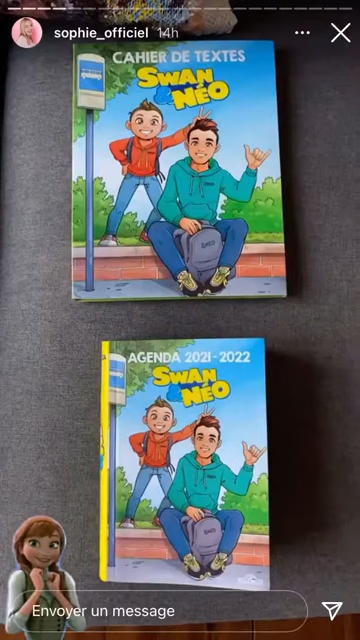 sophie_officiel 14h
CAHIER DE TEXTES
SWAN
& NÉO
AGENDA 2021-2022
SWAN
& NÉO
Envoyer un message